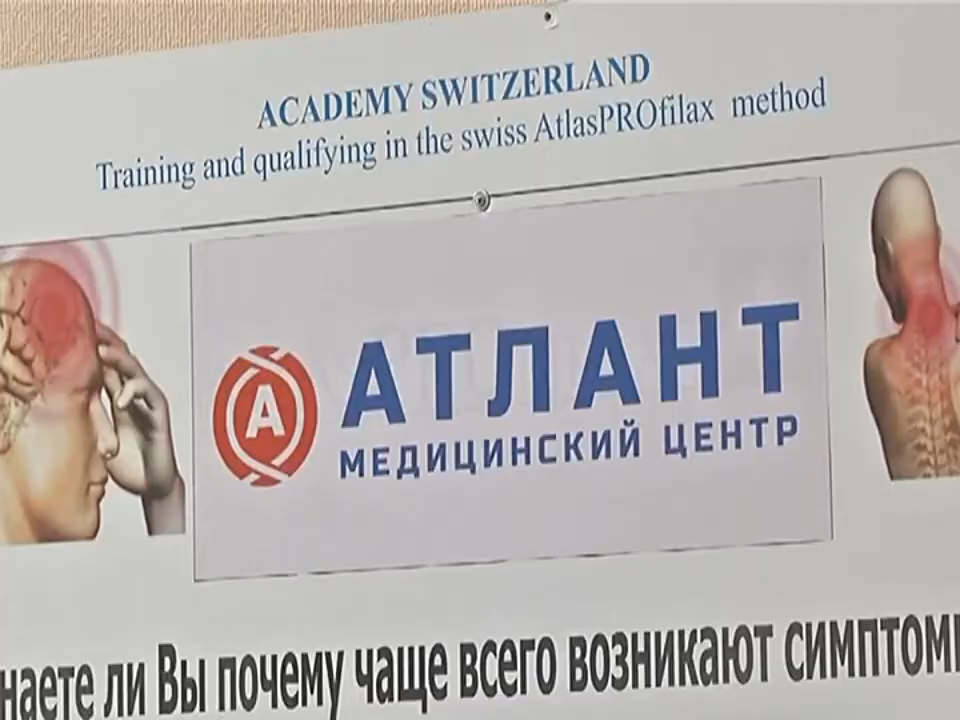 ACADEMY SWITZERLAND
Training and qualifying in the swiss AtlasPROfilax method
А АТЛАНТ
МЕДИЦИНСКИЙ ЦЕНТР
ли Вы почему чаще всего возникают